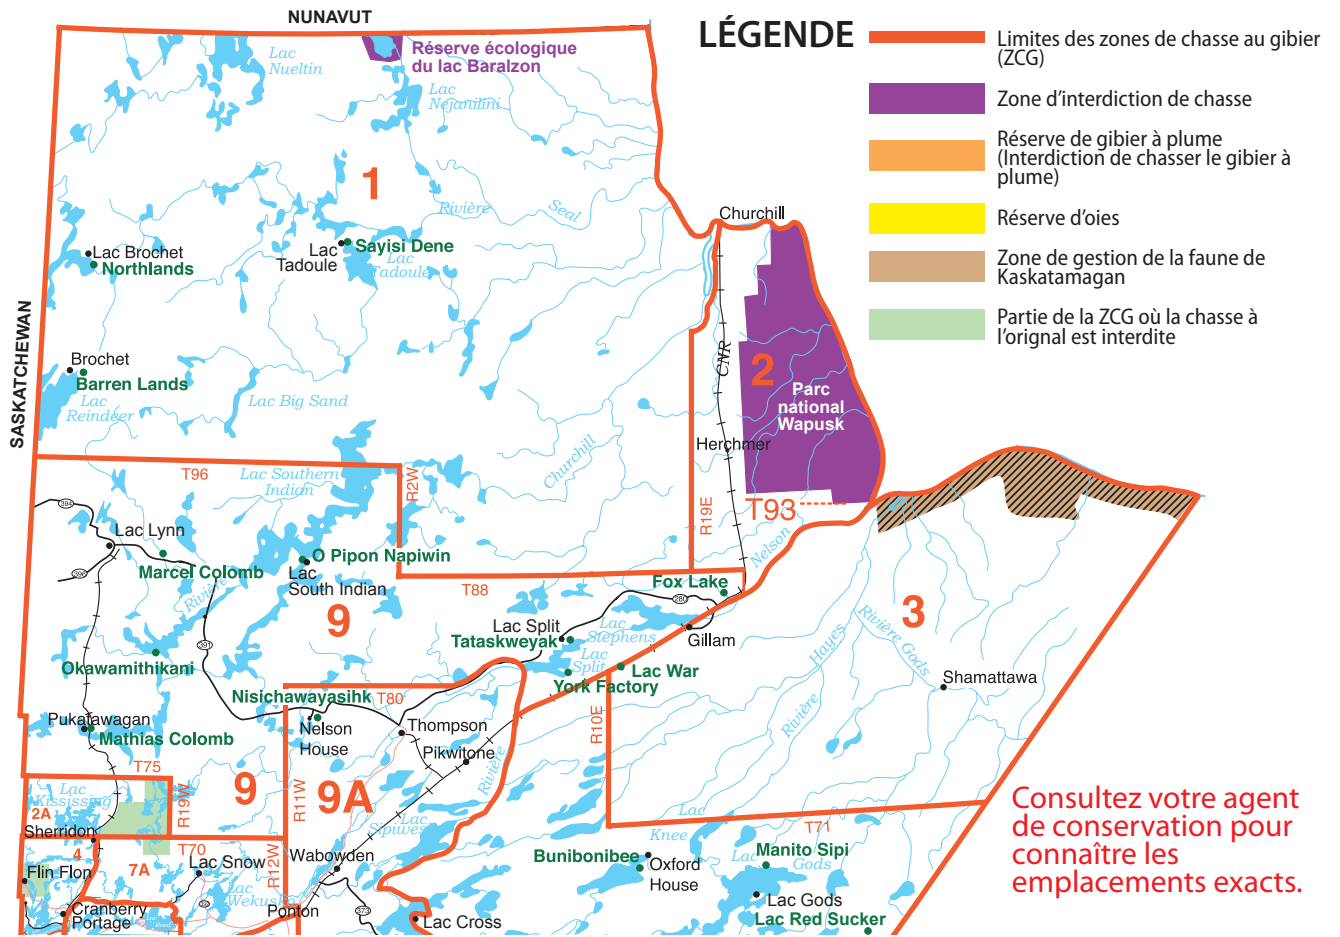 NUNAVUT
LÉGENDE
Limites des zones de chasse au gibier
(ZCG)
Zone d'interdiction de chasse
Réserve de gibier à plume
(Interdiction de chasser le gibier à
plume)
Réserve d'oies
Zone de gestion de la faune de
Kaskatamagan
Partie de la ZCG où la chasse à
l'orignal est interdite
Réserve écologique
du lac Baralzon
Lac
Nueltin
Lac
Nejanilini
1
Rivière
Seal
Churchill
Lac Brochet
Northlands
Lac
Tadoule
Sayisi Dene
Lac
Tadoule
SASKATCHEWAN
Brochet
Barren Lands
Lac
Reindeer
Lac Big Sand
CNR
2
Parc
national
Wapusk
Herchmer
Churchill
T96
Lac Southern
Indian
R2W
R19E
T93
Nelson
394
Lac Lynn
396
Marcel Colomb
O Pipon Napiwin
Lac
South Indian
Rivière
T88
Fox Lake
280
9
3
Lac Split
Tataskweyak
Lac
Stephens
Gillam
Lac
Split
Lac War
York Factory
Hayes
Rivière
Rivière Gods
Shamattawa
391
Okawamithikani
Nisichawayasihk
T80
Nelson
House
Thompson
Pikwitonei
R10E
Pukatawagan
Mathias Colomb
T75
Lac
Kississing
2A
R19W
9
R11W
9A
Rivière
Lac
Sipiwesk
Sherridon
4
T70
7A
Lac Snow
R12W
Wabowden
Flin Flon
Lac
Wekusko
Cranberry
Portage
Ponton
373
Lac Cross
Lac
Knee
T71
Bunibonibee
Oxford
House
Lac
Gods
Manito Sipi
Lac Gods
Lac Red Sucker
Consultez votre agent
de conservation pour
connaître les
emplacements exacts.